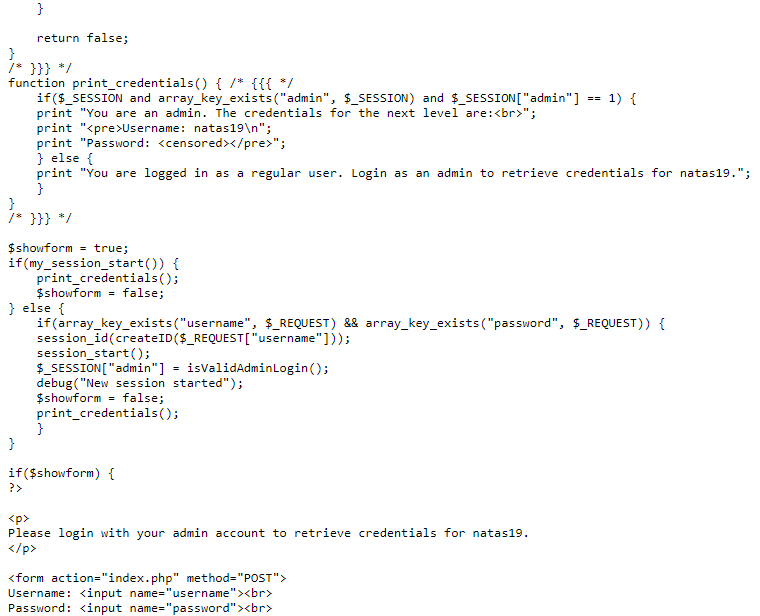 }

    return false;
}
/* }}} */
function print_credentials() { /* {{{ */
    if($_SESSION and array_key_exists("admin", $_SESSION) and $_SESSION["admin"] == 1) {
    print "You are an admin. The credentials for the next level are:<br>";
    print "<pre>Username: natas19\n";
    print "Password: <censored></pre>";
    } else {
    print "You are logged in as a regular user. Login as an admin to retrieve credentials for natas19.";
    }
}
/* }}} */

$showform = true;
if(my_session_start()) {
    print_credentials();
    $showform = false;
} else {
    if(array_key_exists("username", $_REQUEST) && array_key_exists("password", $_REQUEST)) {
    session_id(createID($_REQUEST["username"]));
    session_start();
    $_SESSION["admin"] = isValidAdminLogin();
    debug("New session started");
    $showform = false;
    print_credentials();
    }
}

if($showform) {
?>

<p>
Please login with your admin account to retrieve credentials for natas19.
</p>

<form action="index.php" method="POST">
Username: <input name="username"><br>
Password: <input name="password"><br>